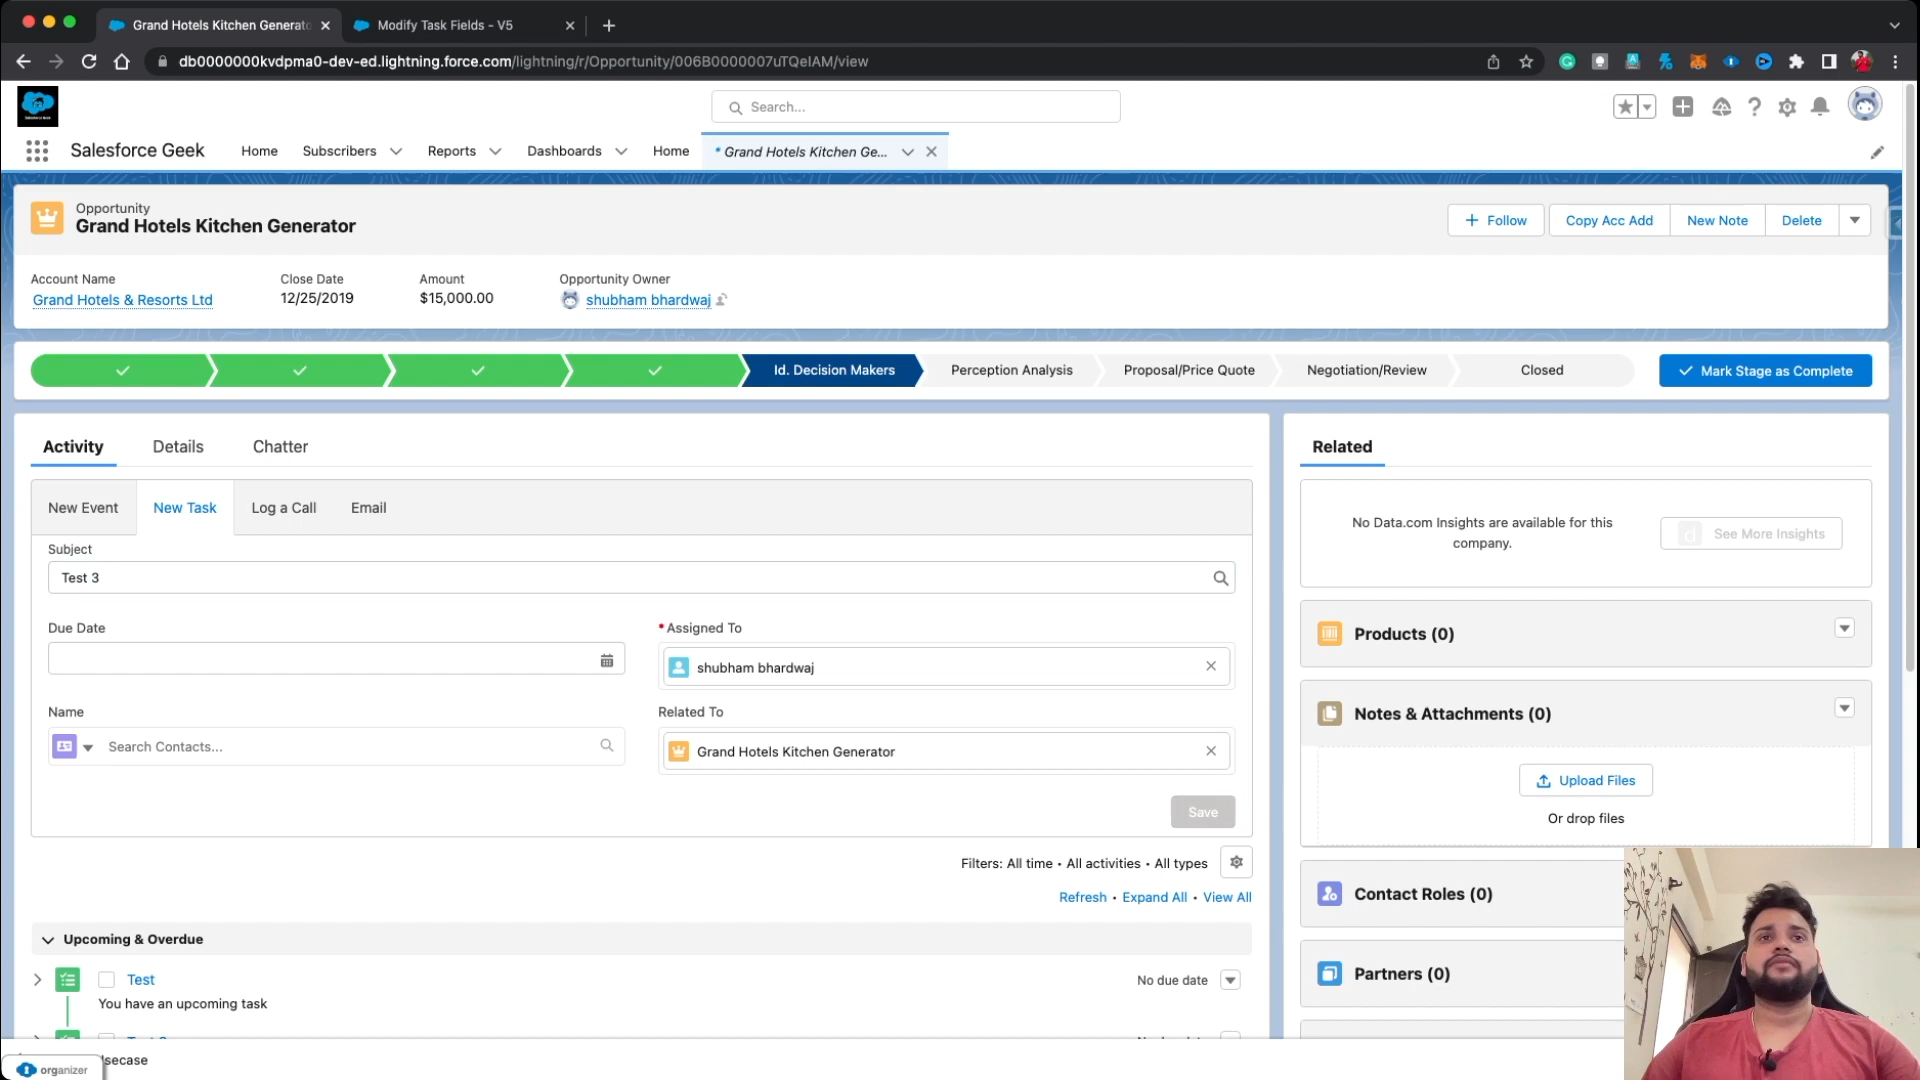 Grand Hotels Kitchen Generato
Modify Task Fields - V5
db0000000kvdpma0-dev-ed.lightning.force.com/lightning/r/Opportunity/006B0000007uTQeIAM/view
Search...
Salesforce Geek
Home
Subscribers
Reports
Dashboards
Home
* Grand Hotels Kitchen Ge...
Opportunity
Grand Hotels Kitchen Generator
+ Follow
Copy Acc Add
New Note
Delete
Account Name
Close Date
Amount
Opportunity Owner
Grand Hotels & Resorts Ltd
12/25/2019
$15,000.00
shubham bhardwaj
Id. Decision Makers
Perception Analysis
Proposal/Price Quote
Negotiation/Review
Closed
Mark Stage as Complete
Activity
Details
Chatter
New Event
New Task
Log a Call
Email
Subject
Test 3
Due Date
*Assigned To
shubham bhardwaj
Name
Related To
Search Contacts...
Grand Hotels Kitchen Generator
Save
Filters: All time • All activities • All types
Refresh • Expand All • View All
Upcoming & Overdue
Test
No due date
You have an upcoming task
Related
No Data.com Insights are available for this
company.
See More Insights
Products (0)
Notes & Attachments (0)
Upload Files
Or drop files
Contact Roles (0)
Partners (0)
organizer